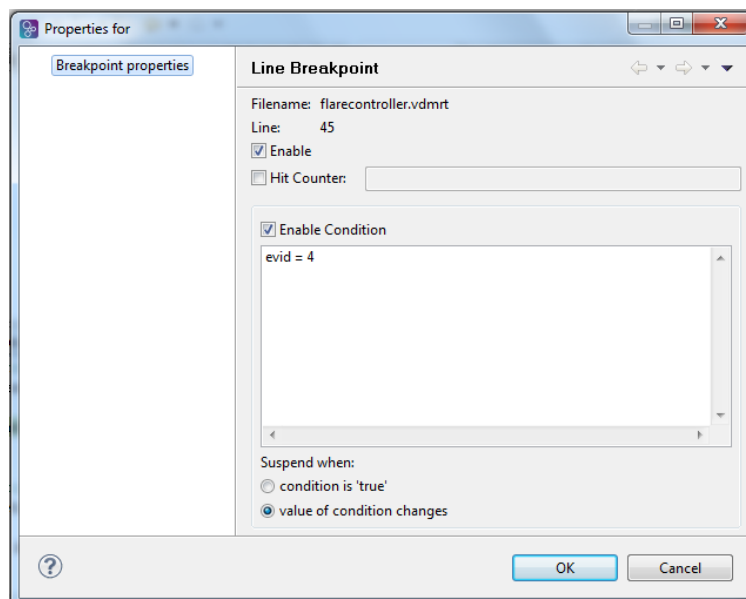 Properties for
Breakpoint properties
Line Breakpoint
Filename: flarecontroller.vdmrt
Line: 45
Enable
Hit Counter:
Enable Condition
evid = 4
Suspend when:
condition is 'true'
value of condition changes
?
OK
Cancel